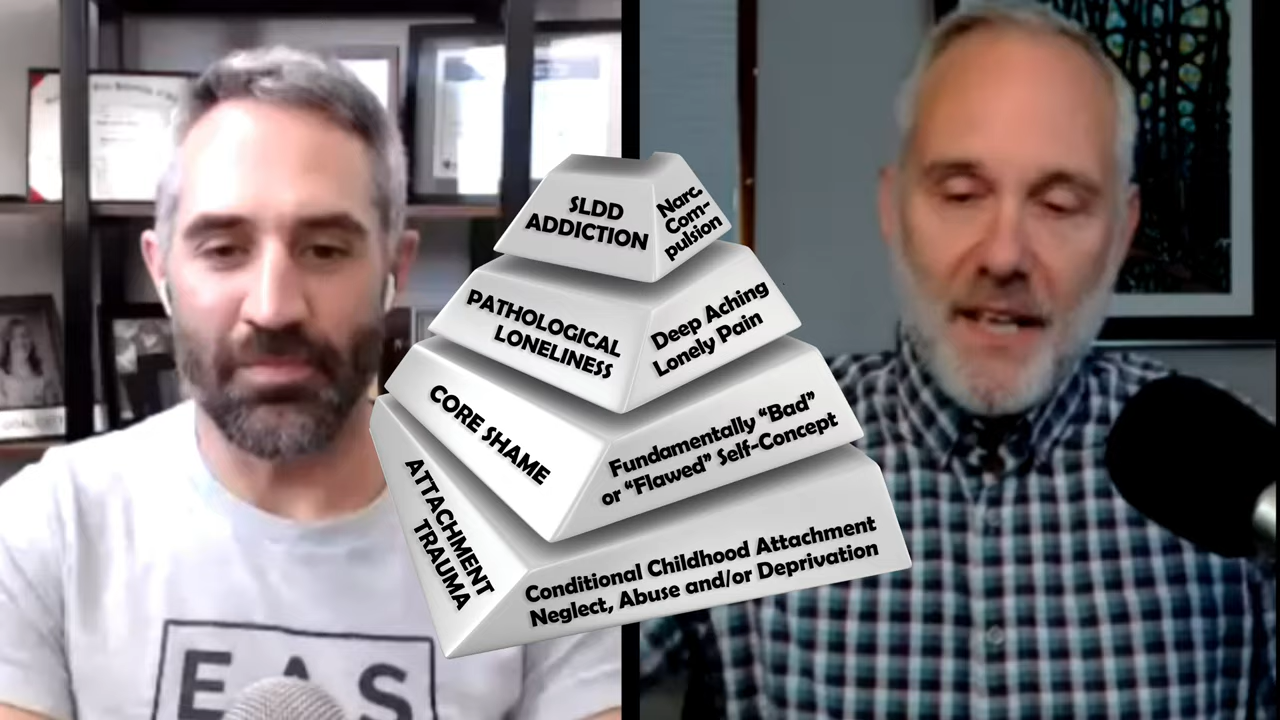 SLDD
ADDICTION
Narc.
Com-
pulsion
PATHOLOGICAL
LONELINESS
Deep Aching
Lonely Pain
CORE SHAME
Fundamentally “Bad”
or “Flawed” Self-Concept
ATTACHMENT
TRAUMA
Conditional Childhood Attachment
Neglect, Abuse and/or Deprivation
EAS